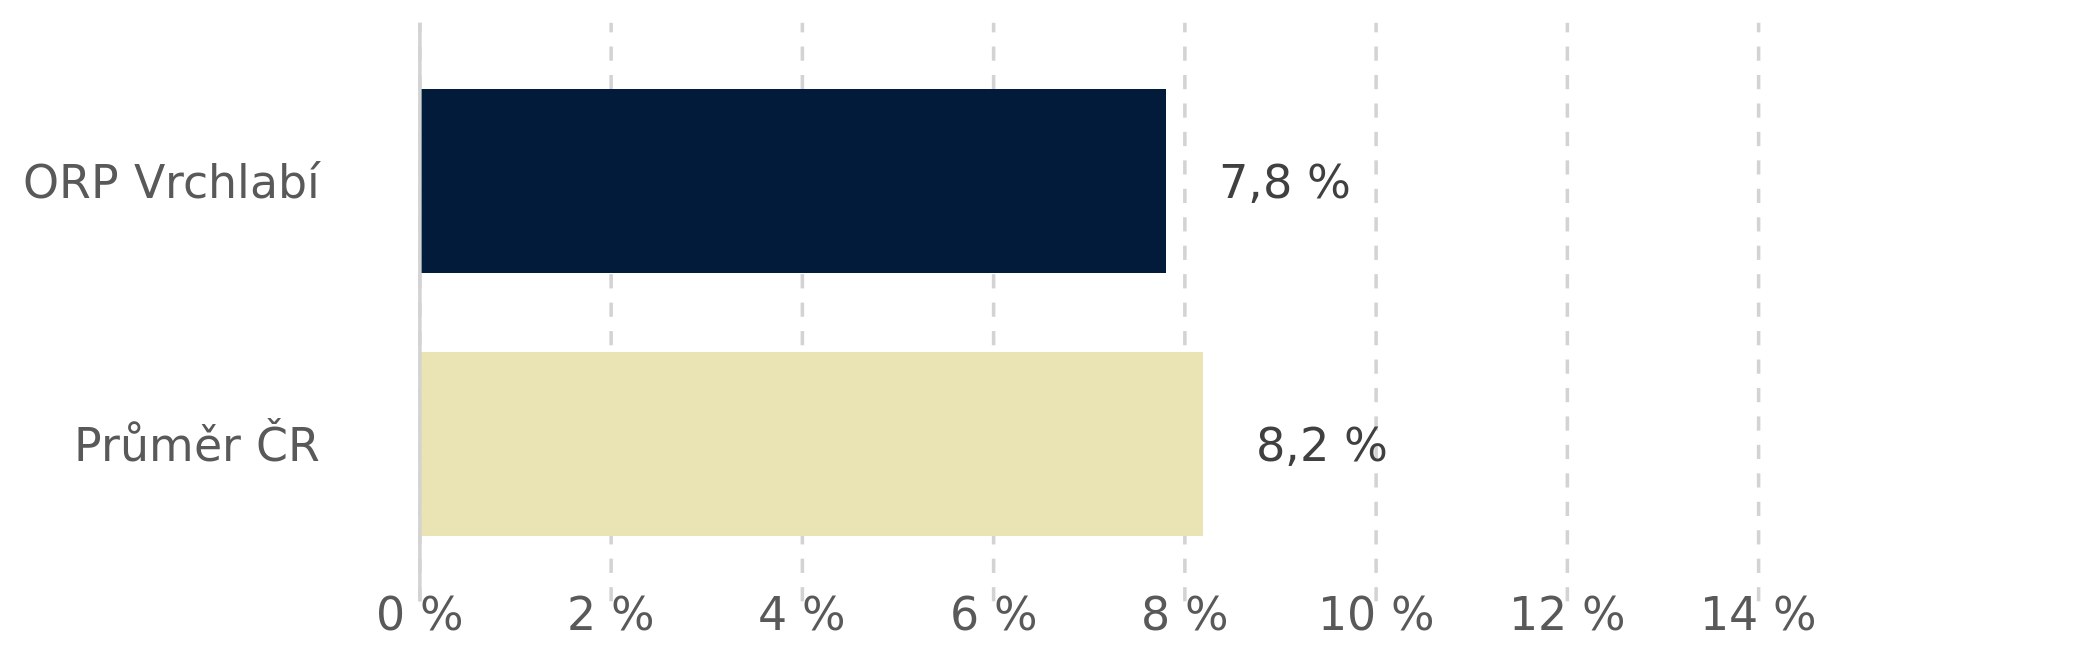 ORP Vrchlabí
7,8 %
Průměr ČR
8,2 %
0 % 2 % 4 % 6 % 8 % 10 % 12 % 14 %